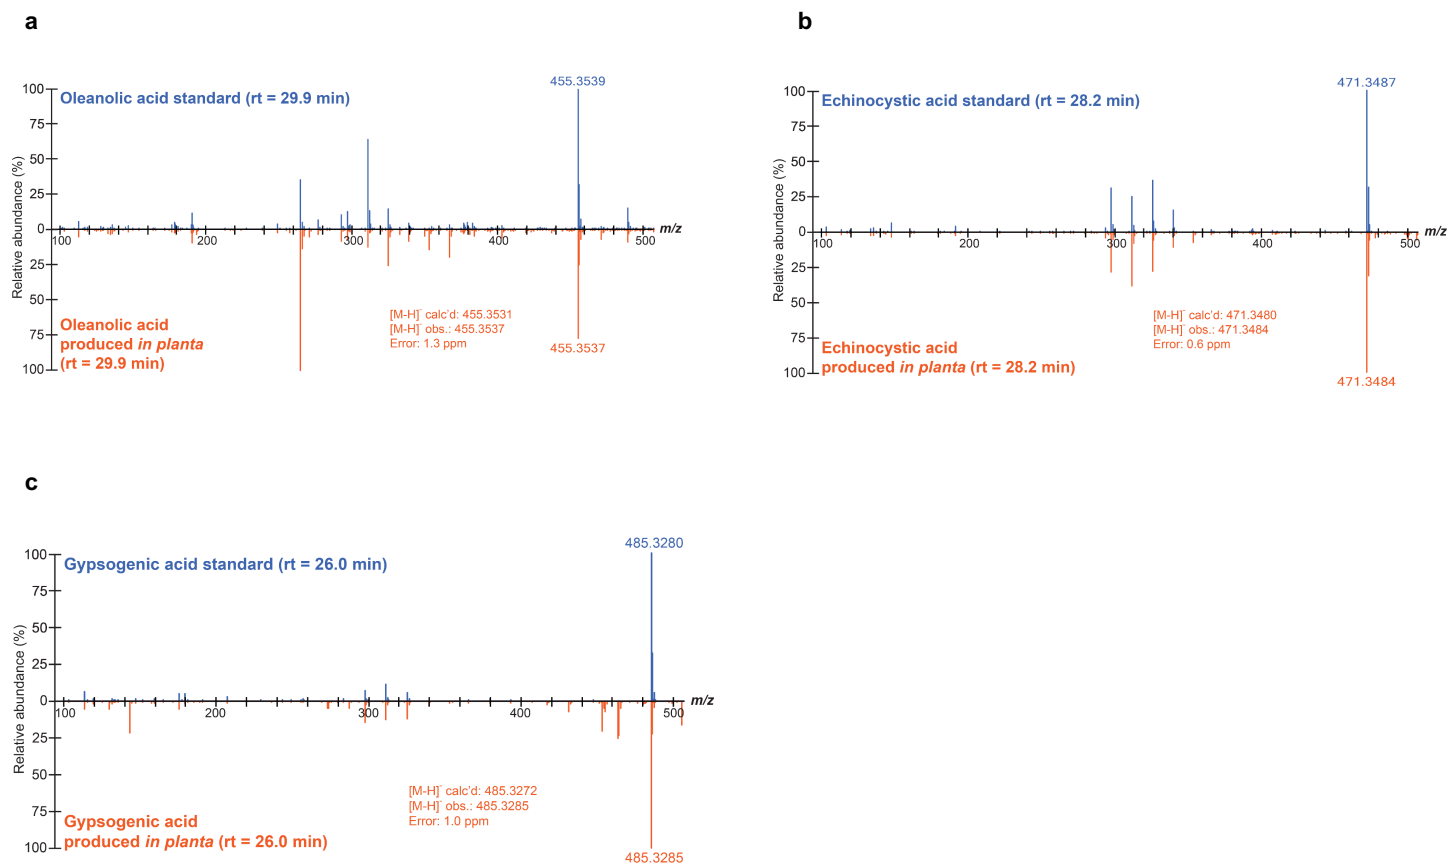 a
455.3539
Oleanolic acid standard (rt = 29.9 min)
100
75
50
25
0
25
50
75
100
Relative abundance (%)
100
200
300
400
500
m/z
Oleanolic acid
produced in planta
(rt = 29.9 min)
[M-H]- calc'd: 455.3531
[M-H]- obs.: 455.3537
Error: 1.3 ppm
455.3537
b
471.3487
Echinocystic acid standard (rt = 28.2 min)
100
75
50
25
0
25
50
75
100
Relative abundance (%)
100
200
300
400
500
m/z
[M-H]- calc'd: 471.3480
[M-H]- obs.: 471.3484
Error: 0.6 ppm
Echinocystic acid
produced in planta (rt = 28.2 min)
471.3484
c
485.3280
Gypsogenic acid standard (rt = 26.0 min)
100
75
50
25
0
25
50
75
100
Relative abundance (%)
100
200
300
400
500
m/z
[M-H]- calc'd: 485.3272
[M-H]- obs.: 485.3285
Error: 1.0 ppm
Gypsogenic acid
produced in planta (rt = 26.0 min)
485.3285